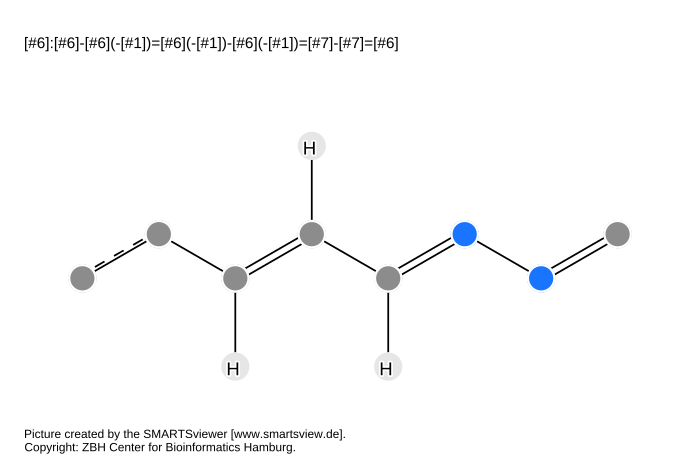 [#6]:[#6]-[#6](-[#1])=[#6](-[#1])-[#6](-[#1])=[#7]-[#7]=[#6]
H
H
H
Picture created by the SMARTSviewer [www.smartsview.de].
Copyright: ZBH Center for Bioinformatics Hamburg.